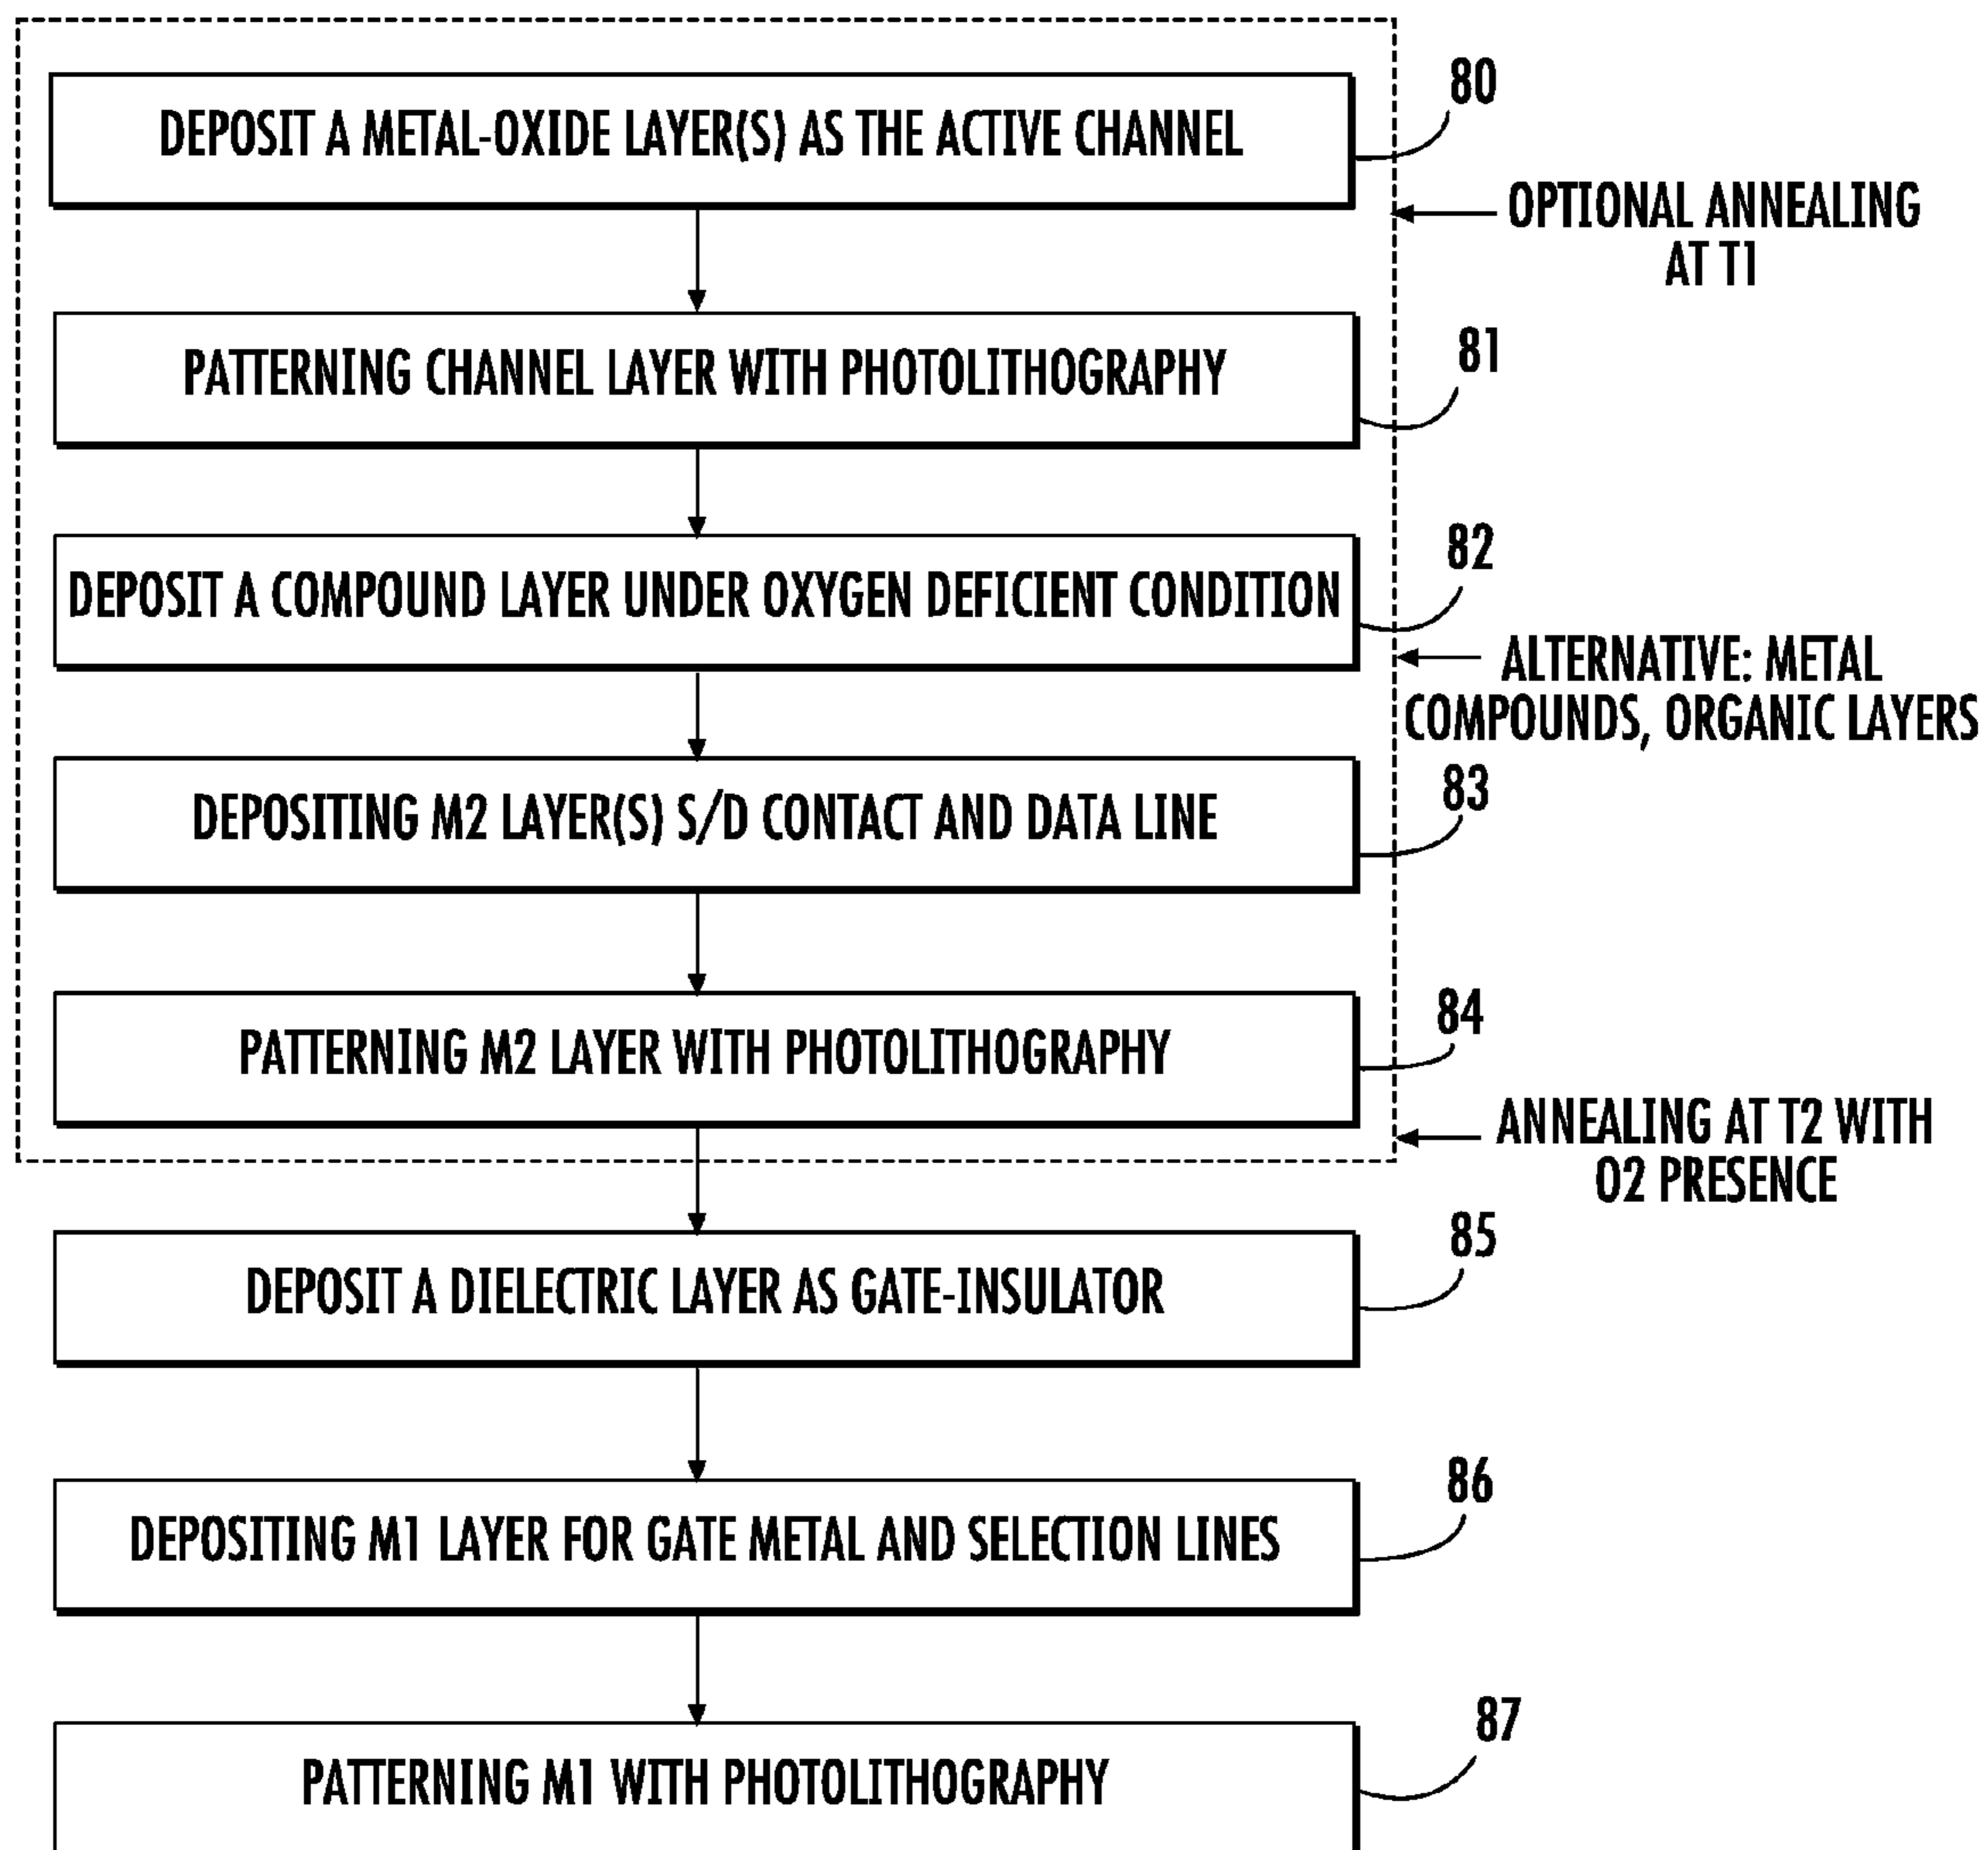 DEPOSIT A METAL-OXIDE LAYER(S) AS THE ACTIVE CHANNEL
80
OPTIONAL ANNEALING
AT T1
PATTERNING CHANNEL LAYER WITH PHOTOLITHOGRAPHY
81
DEPOSIT A COMPOUND LAYER UNDER OXYGEN DEFICIENT CONDITION
82
ALTERNATIVE: METAL
COMPOUNDS, ORGANIC LAYERS
DEPOSITING M2 LAYER(S) S/D CONTACT AND DATA LINE
83
PATTERNING M2 LAYER WITH PHOTOLITHOGRAPHY
84
ANNEALING AT T2 WITH
O2 PRESENCE
DEPOSIT A DIELECTRIC LAYER AS GATE-INSULATOR
85
DEPOSITING M1 LAYER FOR GATE METAL AND SELECTION LINES
86
PATTERNING M1 WITH PHOTOLITHOGRAPHY
87